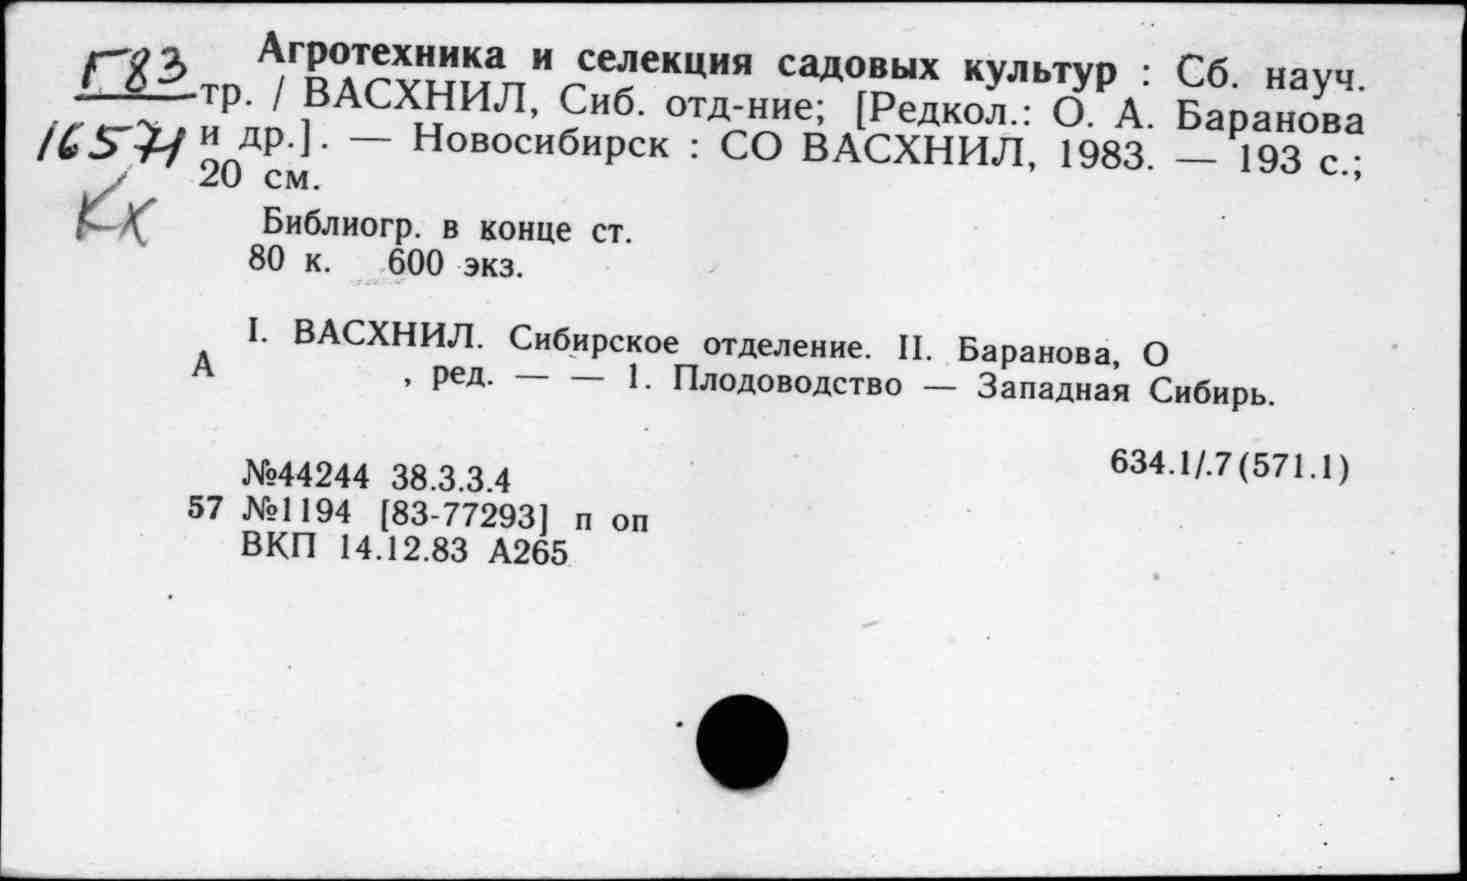 Г83 Агротехника и селекция садовых культур : Сб. науч.
тр. / ВАСХНИЛ, Сиб. отд-ние; [Редкол.: О. А. Баранова
и др.]. — Новосибирск : СО ВАСХНИЛ, 1983. — 193 с.;
20 см.
Библиогр. в конце ст.
80 к. 600 экз.
I. ВАСХНИЛ. Сибирское отделение. II. Баранова, О
А , ред. — — 1. Плодоводство — Западная Сибирь.
634.1/.7(571.1)
№44244 38.3.3.4
57 №1194 [83-77293] п оп
ВКП 14.12.83 А265